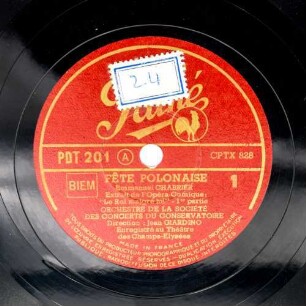 2.4
Pathé
PDT 201 A
CPTX 828
BIEM
FÊTE POLONAISE
1
Emmanuel CHABRIER
Extrait de l'Opéra-Comique:
"Le Roi malgré lui" - 1re partie
ORCHESTRE DE LA SOCIÉTÉ
DES CONCERTS DU CONSERVATOIRE
Direction : Jean GIARDINO
Enregistré au Théâtre
des Champs-Elysées
MADE IN FRANCE